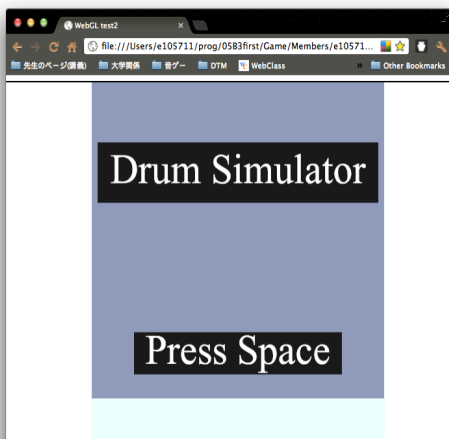 WebGL test2
file:///Users/e105711/prog/05B3first/Game/Members/e10571...
先生のページ(講義) 大学関係 音ゲー DTM WebClass » Other Bookmarks
Drum Simulator
Press Space